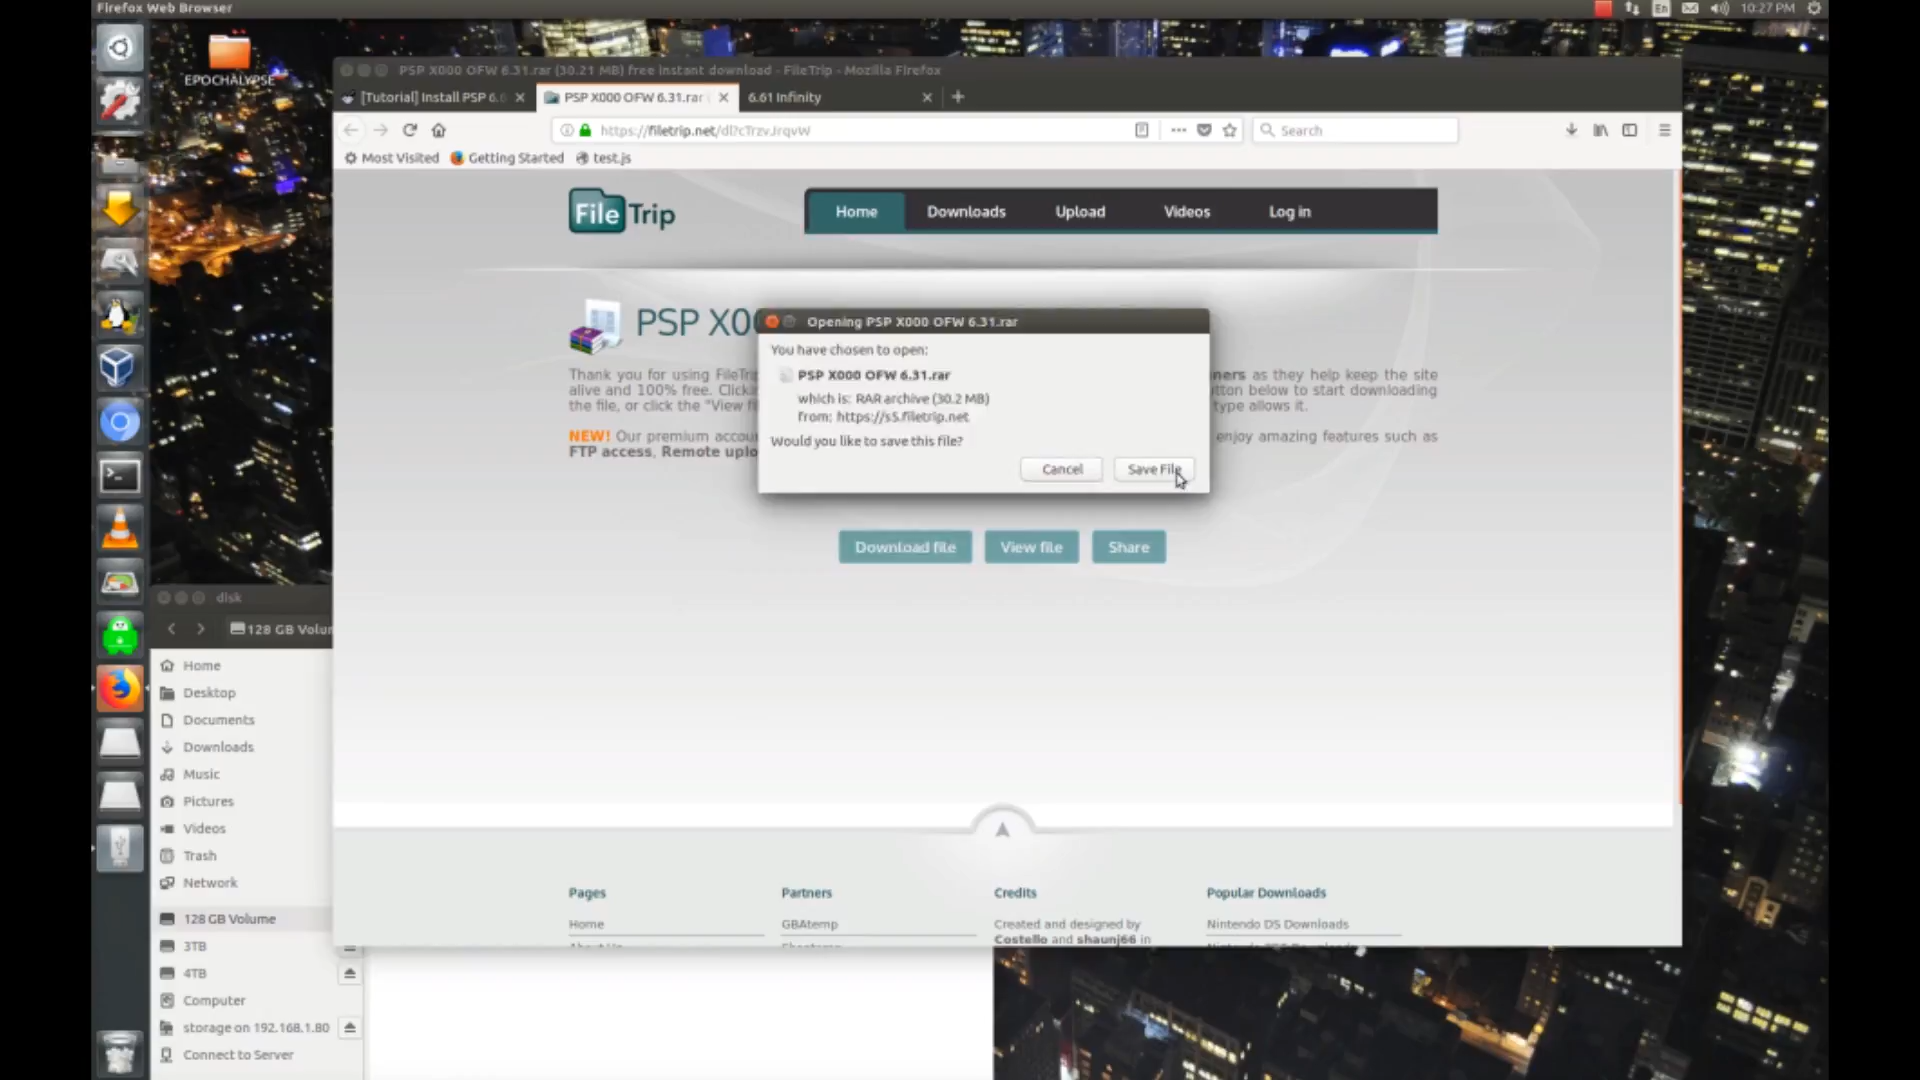 Firefox Web Browser
En
10:27 PM
EPOCHALYPSE
PSP X000 OFW 6.31.rar (30.21 MB) free instant download - FileTrip - Mozilla Firefox
[Tutorial] Install PSP 6.6
PSP X000 OFW 6.31.rar
6.61 Infinity
https://filetrip.net/dl?cTrzvJrqvW
Search
Most Visited
Getting Started
test.js
File Trip
Home
Downloads
Upload
Videos
Log in
PSP X00
Opening PSP X000 OFW 6.31.rar
You have chosen to open:
PSP X000 OFW 6.31.rar
which is: RAR archive (30.2 MB)
from: https://s5.filetrip.net
Would you like to save this file?
Cancel
Save File
Thank you for using FileTrip
ners as they help keep the site
alive and 100% free. Click
tton below to start downloading
the file, or click the "View fi
type allows it.
NEW! Our premium accou
enjoy amazing features such as
FTP access, Remote uplo
Download file
View file
Share
disk
128 GB Volum
Home
Desktop
Documents
Downloads
Music
Pictures
Videos
Trash
Network
128 GB Volume
3TB
4TB
Computer
storage on 192.168.1.80
Connect to Server
Pages
Home
Partners
GBAtemp
Credits
Created and designed by
Costello and shaunj66 in
Popular Downloads
Nintendo DS Downloads